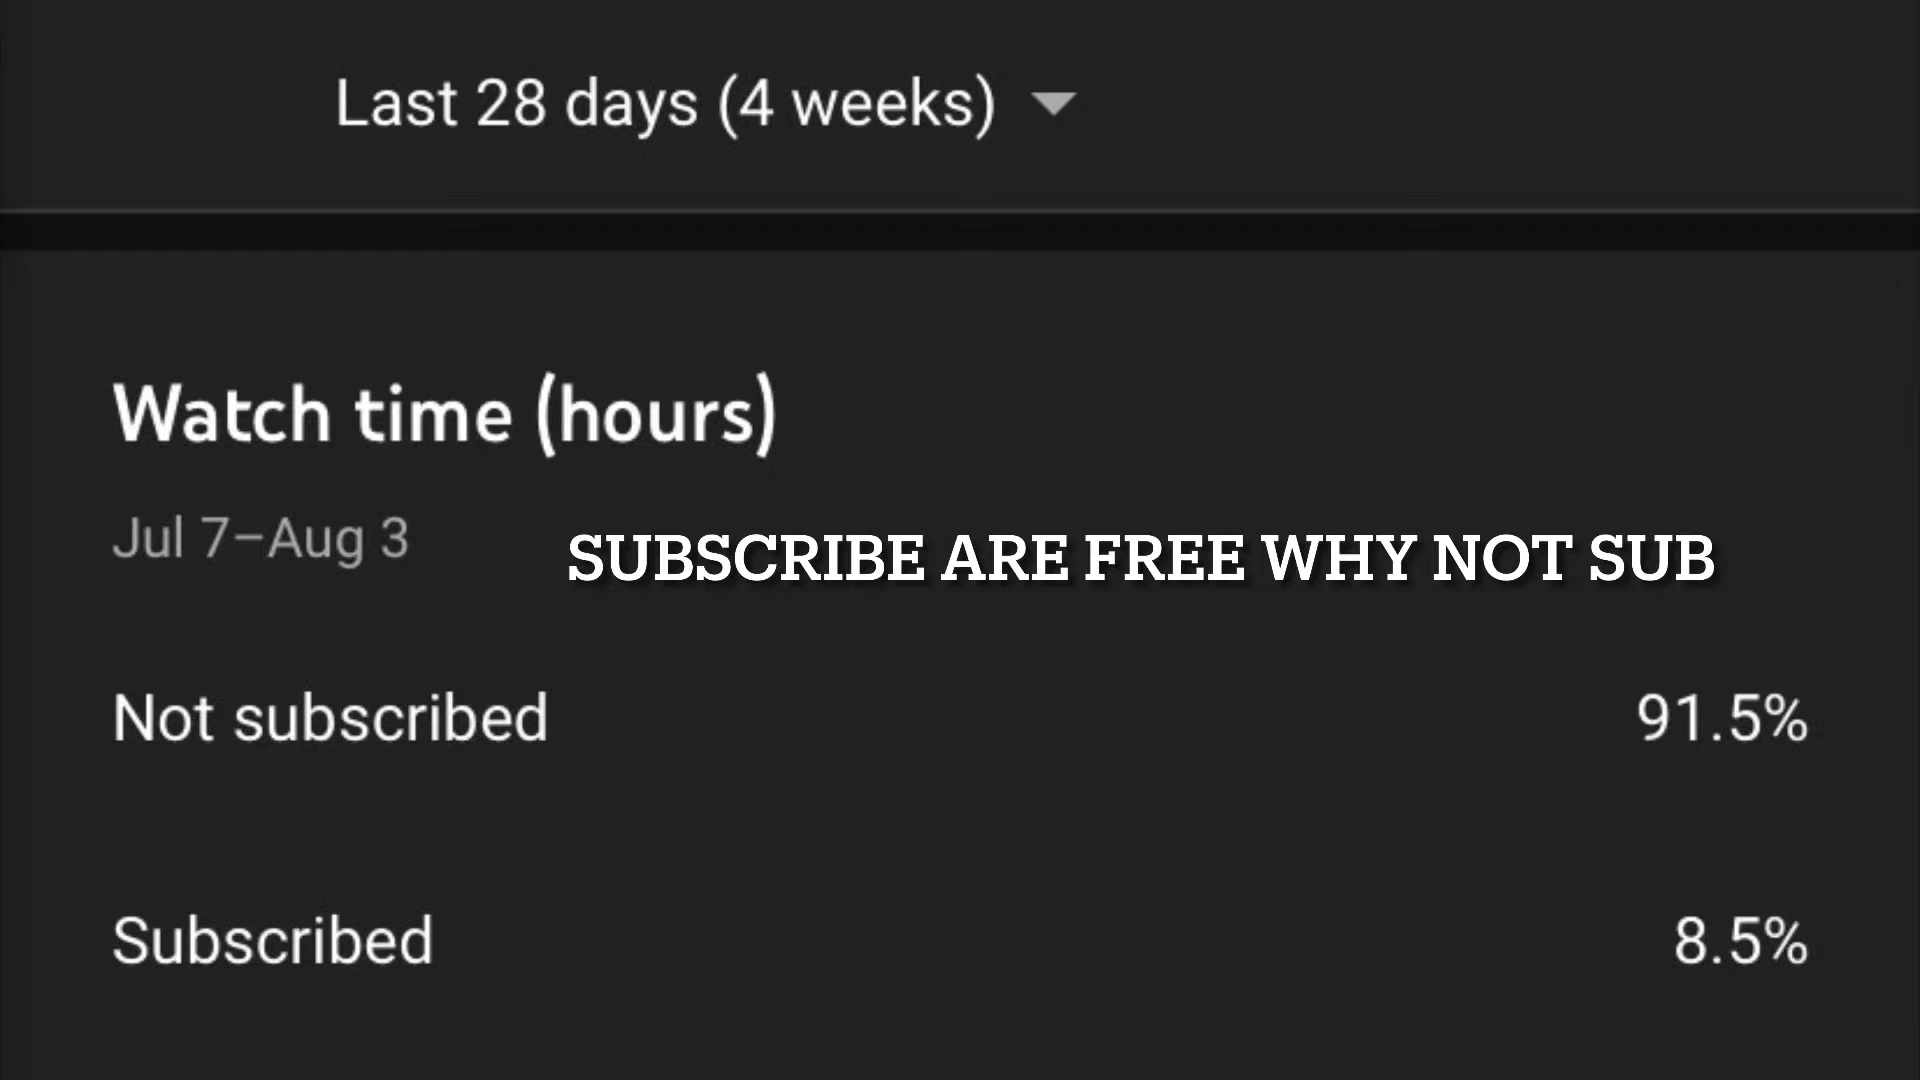 Last 28 days (4 weeks)
Watch time (hours)
Jul 7–Aug 3
SUBSCRIBE ARE FREE WHY NOT SUB
Not subscribed 91.5%
Subscribed 8.5%